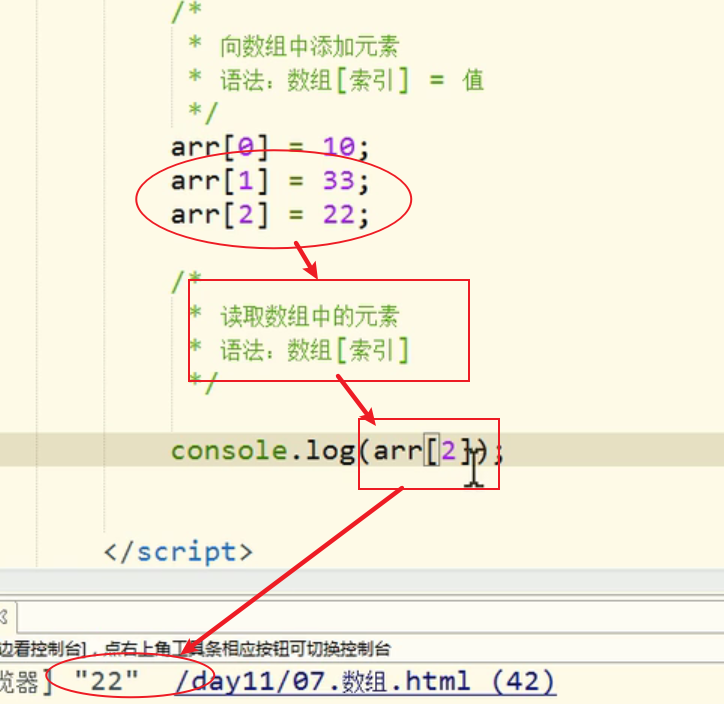 /*
* 向数组中添加元素
* 语法：数组[索引] = 值
*/
arr[0] = 10;
arr[1] = 33;
arr[2] = 22;
/*
* 读取数组中的元素
* 语法：数组[索引]
*/
console.log(arr[2]);
</script>
边看控制台]，点右上角工具条相应按钮可切换控制台
览器] "22" /day11/07.数组.html (42)